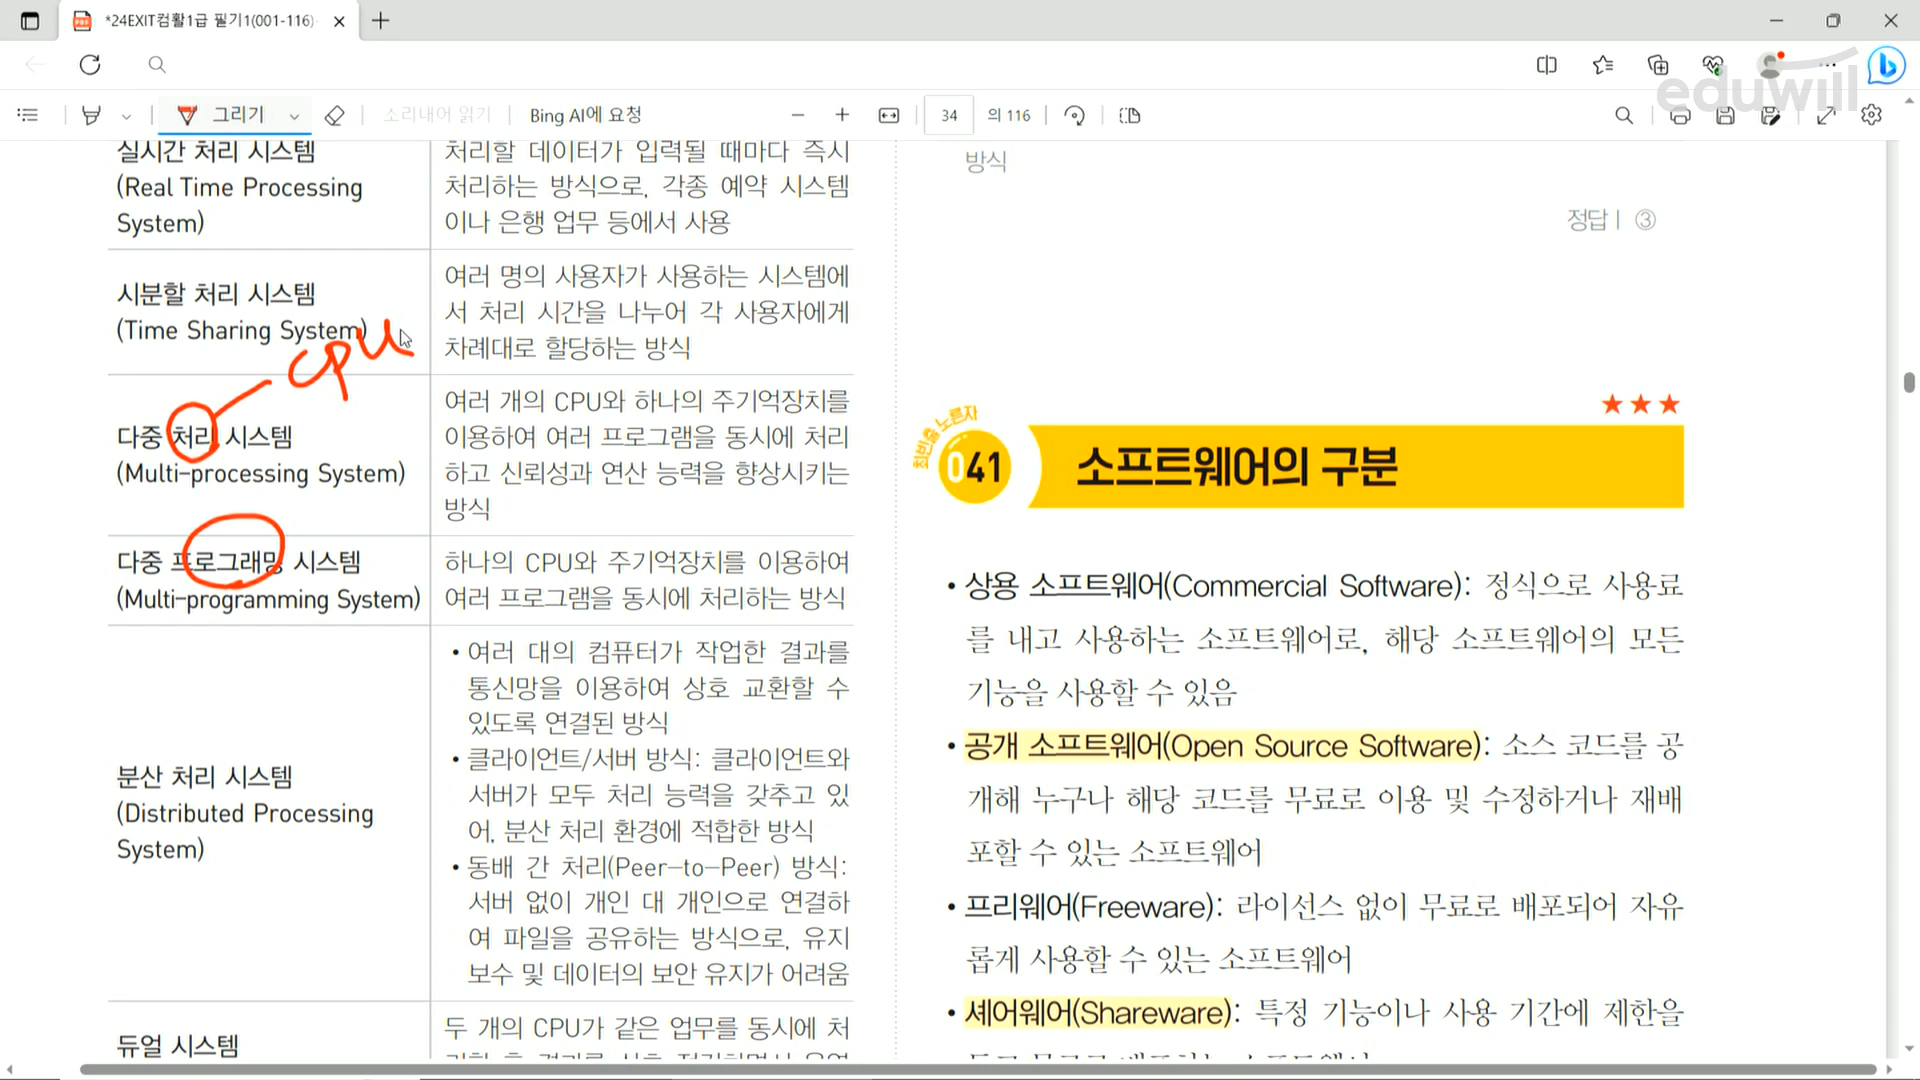 *24EXIT컴활1급 필기1(001-116)
eduwill
그리기
소리내어 읽기
Bing AI에 요청
34
의 116
실시간 처리 시스템
(Real Time Processing
System)
처리할 데이터가 입력될 때마다 즉시
처리하는 방식으로, 각종 예약 시스템
이나 은행 업무 등에서 사용
시분할 처리 시스템
(Time Sharing System)
여러 명의 사용자가 사용하는 시스템에
서 처리 시간을 나누어 각 사용자에게
차례대로 할당하는 방식
cpu
다중 처리 시스템
(Multi-processing System)
여러 개의 CPU와 하나의 주기억장치를
이용하여 여러 프로그램을 동시에 처리
하고 신뢰성과 연산 능력을 향상시키는
방식
다중 프로그래밍 시스템
(Multi-programming System)
하나의 CPU와 주기억장치를 이용하여
여러 프로그램을 동시에 처리하는 방식
분산 처리 시스템
(Distributed Processing
System)
• 여러 대의 컴퓨터가 작업한 결과를
통신망을 이용하여 상호 교환할 수
있도록 연결된 방식
• 클라이언트/서버 방식: 클라이언트와
서버가 모두 처리 능력을 갖추고 있
어, 분산 처리 환경에 적합한 방식
• 동배 간 처리(Peer-to-Peer) 방식:
서버 없이 개인 대 개인으로 연결하
여 파일을 공유하는 방식으로, 유지
보수 및 데이터의 보안 유지가 어려움
듀얼 시스템
두 개의 CPU가 같은 업무를 동시에 처
방식
정답 | ③
★★★
최빈출 노른자
041
소프트웨어의 구분
• 상용 소프트웨어(Commercial Software): 정식으로 사용료
를 내고 사용하는 소프트웨어로, 해당 소프트웨어의 모든
기능을 사용할 수 있음
• 공개 소프트웨어(Open Source Software): 소스 코드를 공
개해 누구나 해당 코드를 무료로 이용 및 수정하거나 재배
포할 수 있는 소프트웨어
• 프리웨어(Freeware): 라이선스 없이 무료로 배포되어 자유
롭게 사용할 수 있는 소프트웨어
• 셰어웨어(Shareware): 특정 기능이나 사용 기간에 제한을